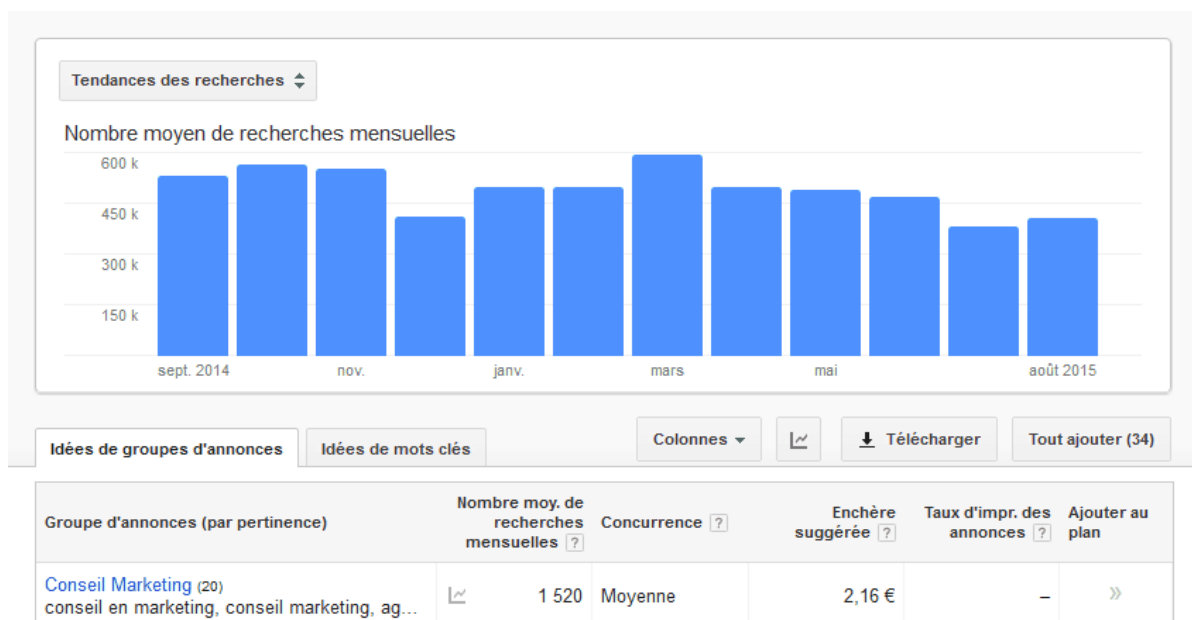 Tendances des recherches
Nombre moyen de recherches mensuelles
600 k
450 k
300 k
150 k
sept. 2014 nov. janv. mars mai août 2015
Idées de groupes d'annonces Idées de mots clés Colonnes Télécharger Tout ajouter (34)
Groupe d'annonces (par pertinence) Nombre moy. de recherches mensuelles ? Concurrence ? Enchère suggérée ? Taux d'impr. des annonces ? Ajouter au plan
Conseil Marketing (20)
conseil en marketing, conseil marketing, ag... 1 520 Moyenne 2,16 € – »